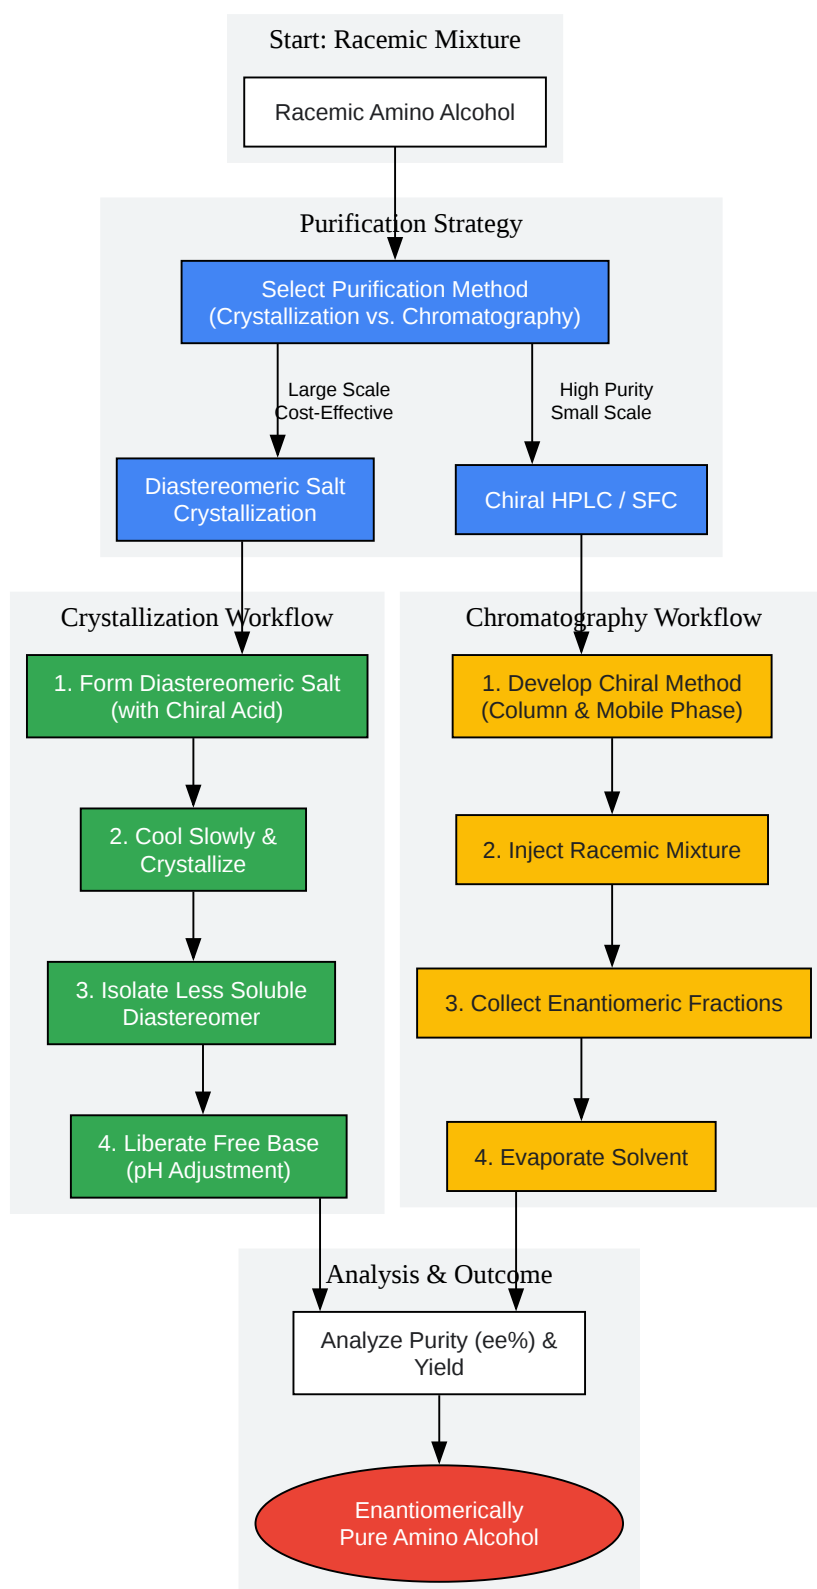 Start: Racemic Mixture
Racemic Amino Alcohol
Purification Strategy
Select Purification Method
(Crystallization vs. Chromatography)
Large Scale
Cost-Effective
High Purity
Small Scale
Diastereomeric Salt
Crystallization
Chiral HPLC / SFC
Crystallization Workflow
1. Form Diastereomeric Salt
(with Chiral Acid)
2. Cool Slowly &
Crystallize
3. Isolate Less Soluble
Diastereomer
4. Liberate Free Base
(pH Adjustment)
Chromatography Workflow
1. Develop Chiral Method
(Column & Mobile Phase)
2. Inject Racemic Mixture
3. Collect Enantiomeric Fractions
4. Evaporate Solvent
Analysis & Outcome
Analyze Purity (ee%) &
Yield
Enantiomerically
Pure Amino Alcohol